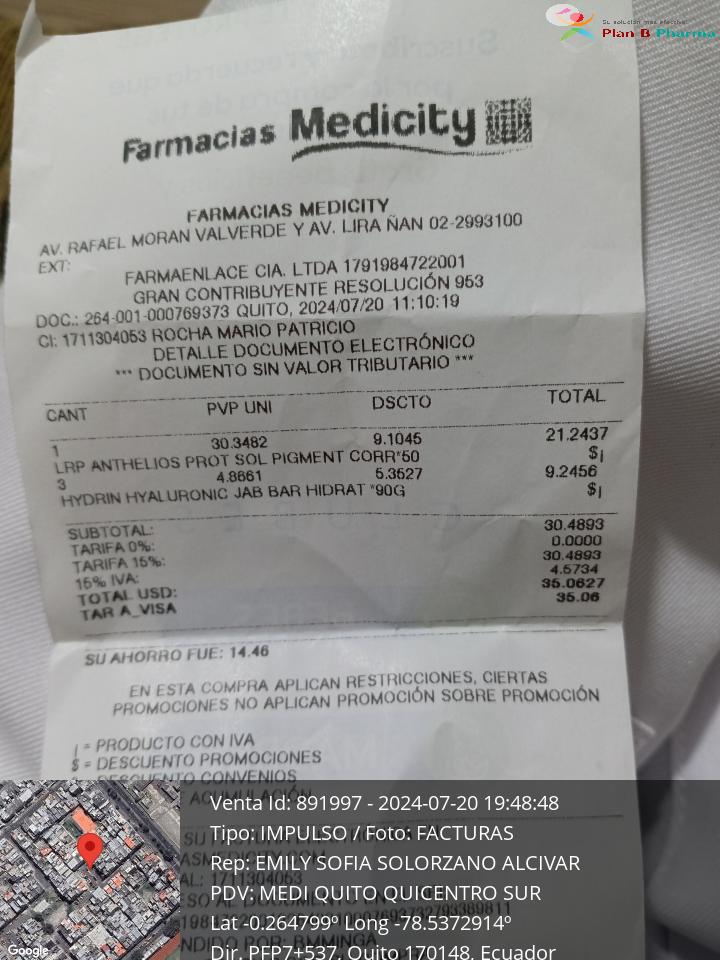 Su solución más efectiva!
Plan B Pharma
Farmacias Medicity
FARMACIAS MEDICITY
AV. RAFAEL MORAN VALVERDE Y AV. LIRA ÑAN 02-2993100
EXT:
FARMAENLACE CIA. LTDA 1791984722001
GRAN CONTRIBUYENTE RESOLUCIÓN 953
DOC.: 264-001-000769373 QUITO, 2024/07/20 11:10:19
CI: 1711304053 ROCHA MARIO PATRICIO
DETALLE DOCUMENTO ELECTRÓNICO
*** DOCUMENTO SIN VALOR TRIBUTARIO ***
CANT PVP UNI DSCTO TOTAL
1 30.3482 9.1045 21.2437
LRP ANTHELIOS PROT SOL PIGMENT CORR*50 $¡
3 4.8661 5.3527 9.2456
HYDRIN HYALURONIC JAB BAR HIDRAT *90G $¡
SUBTOTAL: 30.4893
TARIFA 0%: 0.0000
TARIFA 15%: 30.4893
15% IVA: 4.5734
TOTAL USD: 35.0627
TAR A_VISA 35.06
SU AHORRO FUE: 14.46
EN ESTA COMPRA APLICAN RESTRICCIONES, CIERTAS
PROMOCIONES NO APLICAN PROMOCIÓN SOBRE PROMOCIÓN
¡ = PRODUCTO CON IVA
$ = DESCUENTO PROMOCIONES
DESCUENTO CONVENIOS
ACUMULACIÓN
Venta Id: 891997 - 2024-07-20 19:48:48
Tipo: IMPULSO / Foto: FACTURAS
Rep: EMILY SOFIA SOLORZANO ALCIVAR
PDV: MEDI QUITO QUICENTRO SUR
Lat -0.264799º Long -78.5372914º
Dir. PFP7+537, Quito 170148, Ecuador
Google